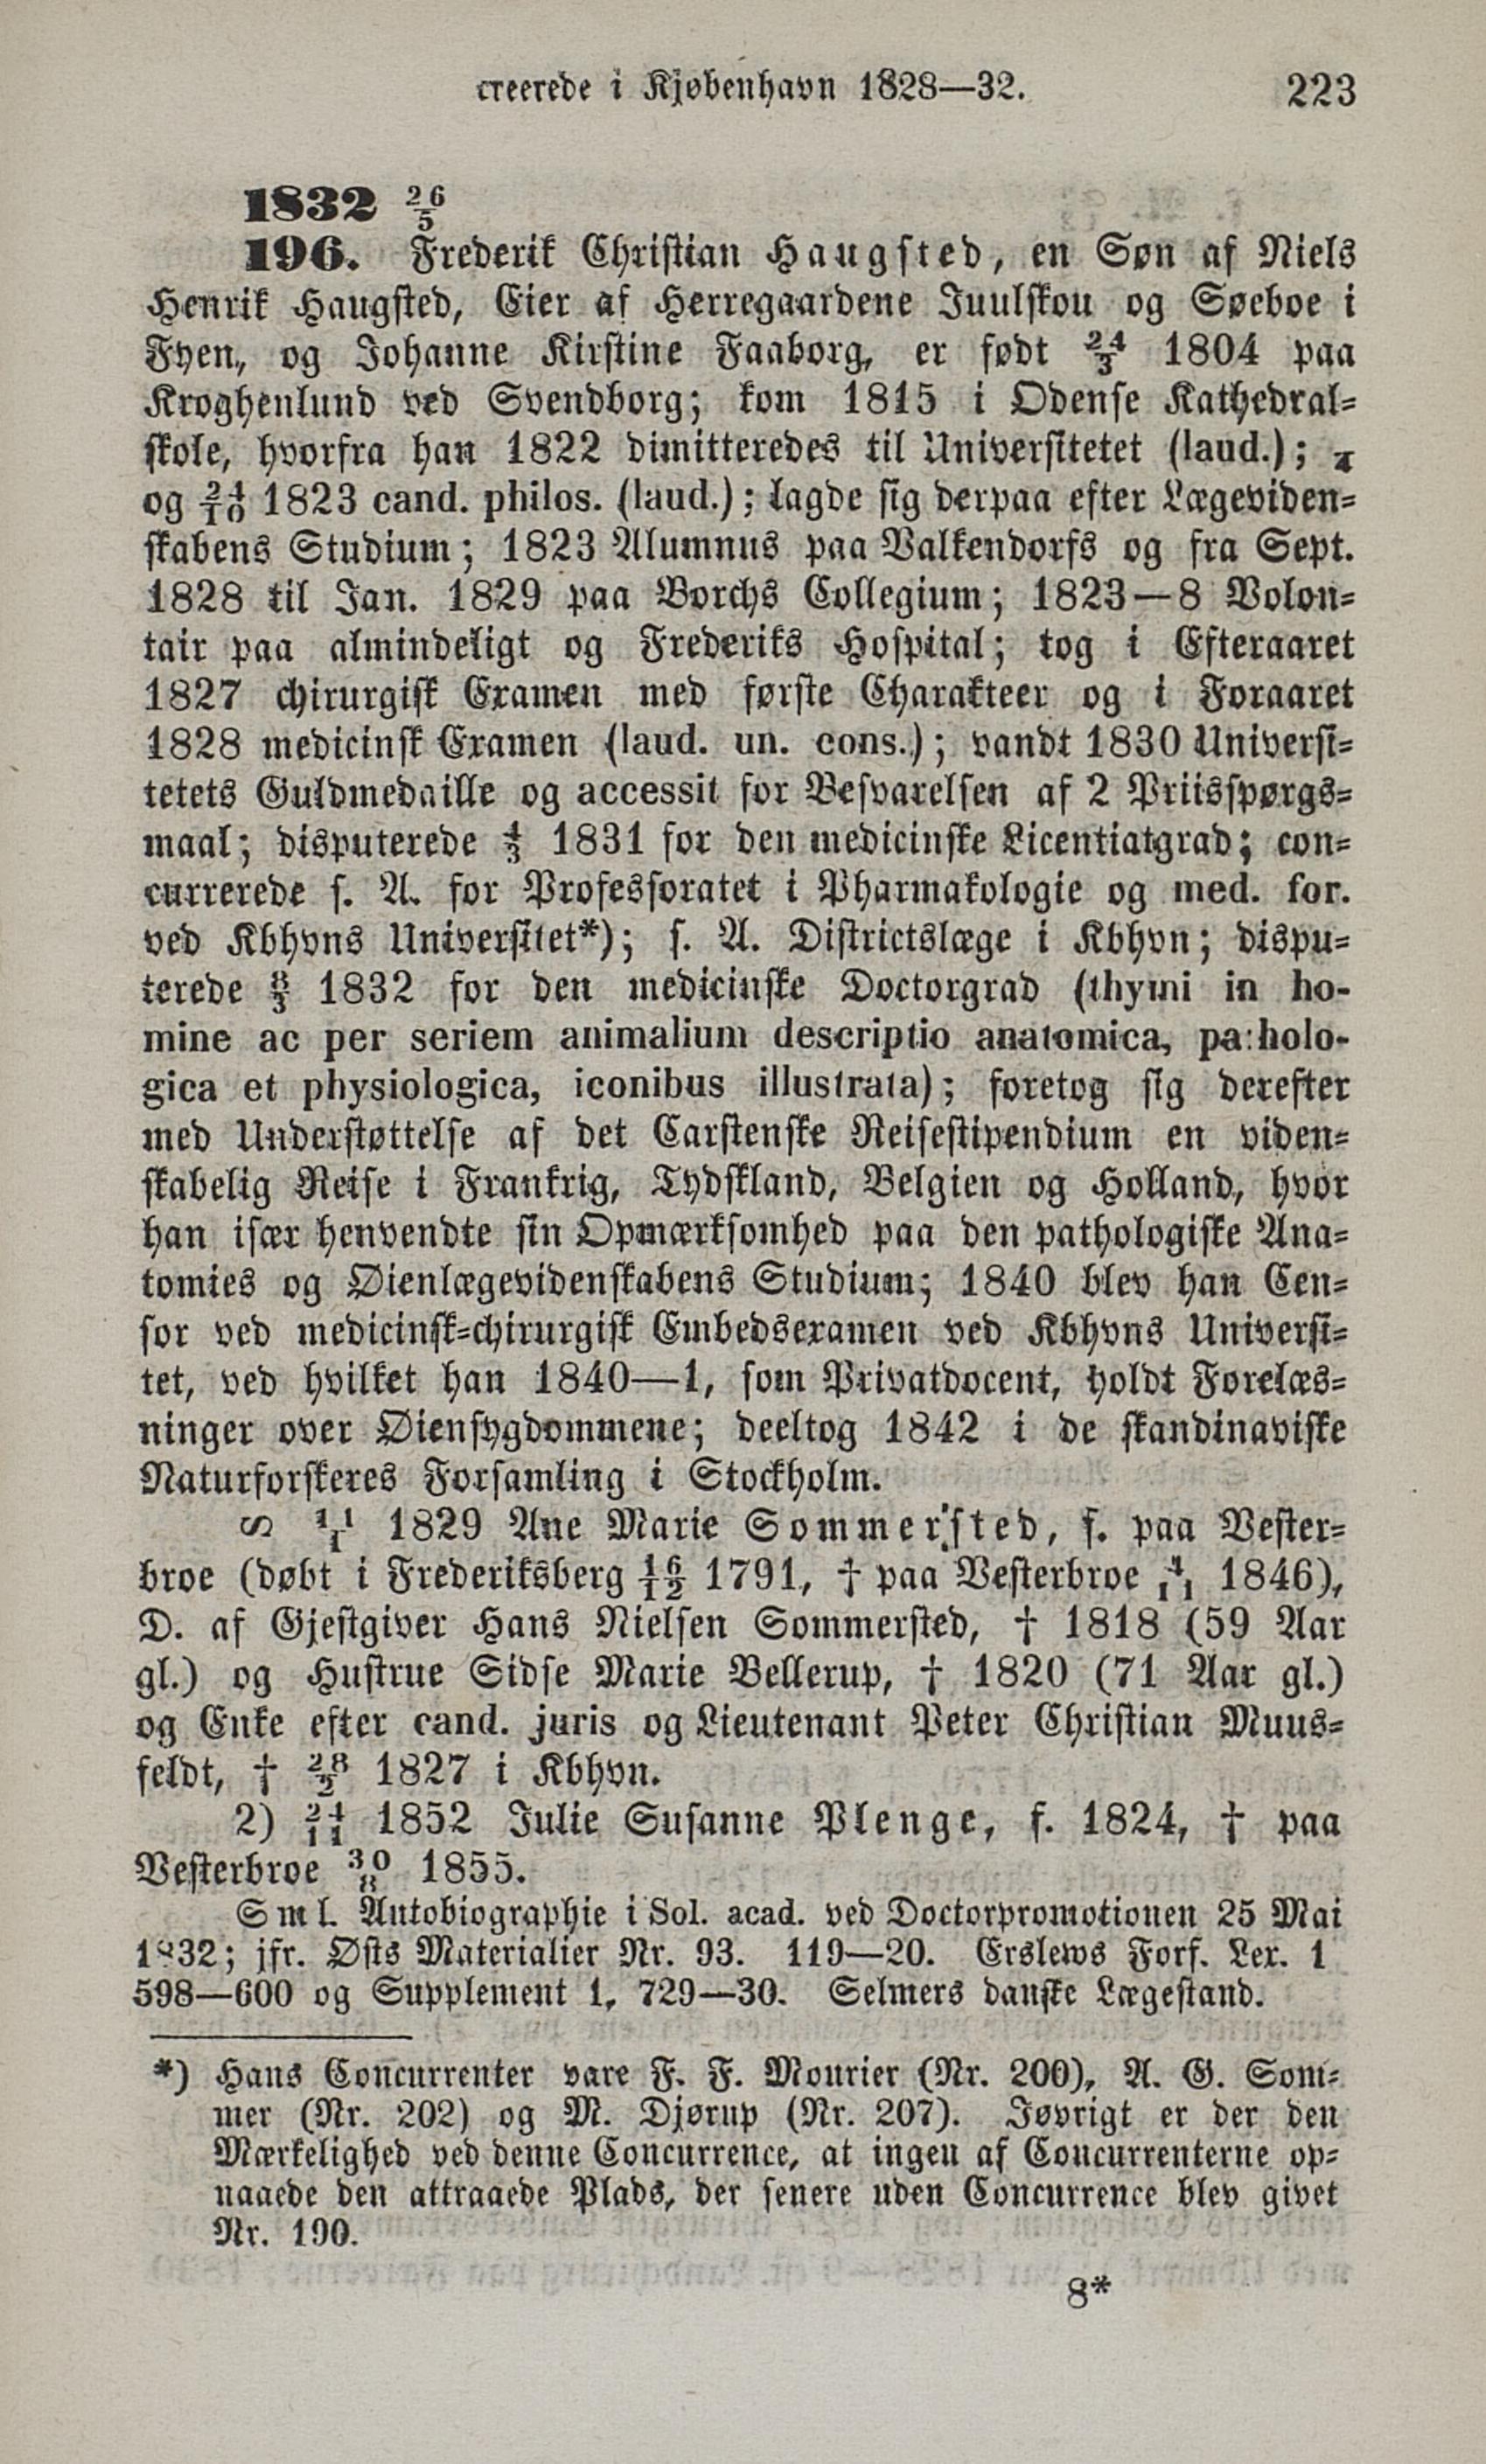 creerede i Kjøbenhavn 1828—32. 223
1832 26/5
196. Frederik Christian Haugsted, en Søn af Niels
Henrik Haugsted, Eier af Herregaardene Juulskou og Søeboe i
Fyen, og Johanne Kirstine Faaborg, er født 24/3 1804 paa
Kroghenlund ved Svendborg; kom 1815 i Odense Kathedral=
skole, hvorfra han 1822 dimitteredes til Universitetet (laud.);
og 24/10 1823 cand. philos. (laud.); lagde sig derpaa efter Lægeviden=
skabens Studium; 1823 Alumnus paa Valkendorfs og fra Sept.
1828 til Jan. 1829 paa Borchs Collegium; 1823—8 Volon=
tair paa almindeligt og Frederiks Hospital; tog i Efteraaret
1827 chirurgisk Examen med første Charakteer og i Foraaret
1828 medicinsk Examen (laud. un. cons.); vandt 1830 Universi=
tetets Guldmedaille og accessit for Besvarelsen af 2 Priisspørgs=
maal; disputerede 4/3 1831 for den medicinske Licentiatgrad; con=
currerede s. A. for Professoratet i Pharmakologie og med. for.
ved Kbhvns Universitet*); s. A. Districtslæge i Kbhvn; dispu=
terede 8/3 1832 for den medicinske Doctorgrad (thymi in ho-
mine ac per seriem animalium descriptio anatomica, patholo-
gica et physiologica, iconibus illustrata); foretog sig derefter
med Understøttelse af det Carstenske Reisestipendium en viden=
skabelig Reise i Frankrig, Tydskland, Belgien og Holland, hvor
han især henvendte sin Opmærksomhed paa den pathologiske Ana=
tomies og Øienlægevidenskabens Studium; 1840 blev han Cen=
sor ved medicinsk=chirurgisk Embedsexamen ved Kbhvns Universi=
tet, ved hvilket han 1840—1, som Privatdocent, holdt Forelæs=
ninger over Øiensygdommene; deeltog 1842 i de skandinaviske
Naturforskeres Forsamling i Stockholm.
∽ 11/1 1829 Ane Marie Sommersted, f. paa Vester=
broe (døbt i Frederiksberg 16/12 1791, † paa Vesterbroe 4/11 1846),
D. af Gjestgiver Hans Nielsen Sommersted, † 1818 (59 Aar
gl.) og Hustrue Sidse Marie Bellerup, † 1820 (71 Aar gl.)
og Enke efter cand. juris og Lieutenant Peter Christian Muus=
feldt, † 28/2 1827 i Kbhvn.
2) 24/11 1852 Julie Susanne Plenge, f. 1824, † paa
Vesterbroe 30/8 1855.
Sml. Autobiographie i Sol. acad. ved Doctorpromotionen 25 Mai
1832; jfr. Østs Materialier Nr. 93. 119—20. Erslews Forf. Lex. 1
598—600 og Supplement 1, 729—30. Selmers danske Lægestand.
*) Hans Concurrenter vare F. F. Mourier (Nr. 200), A. G. Som=
mer (Nr. 202) og M. Djørup (Nr. 207). Iøvrigt er der den
Mærkelighed ved denne Concurrence, at ingen af Concurrenterne op=
naaede den attraaede Plads, der senere uden Concurrence blev givet
Nr. 190.
8*